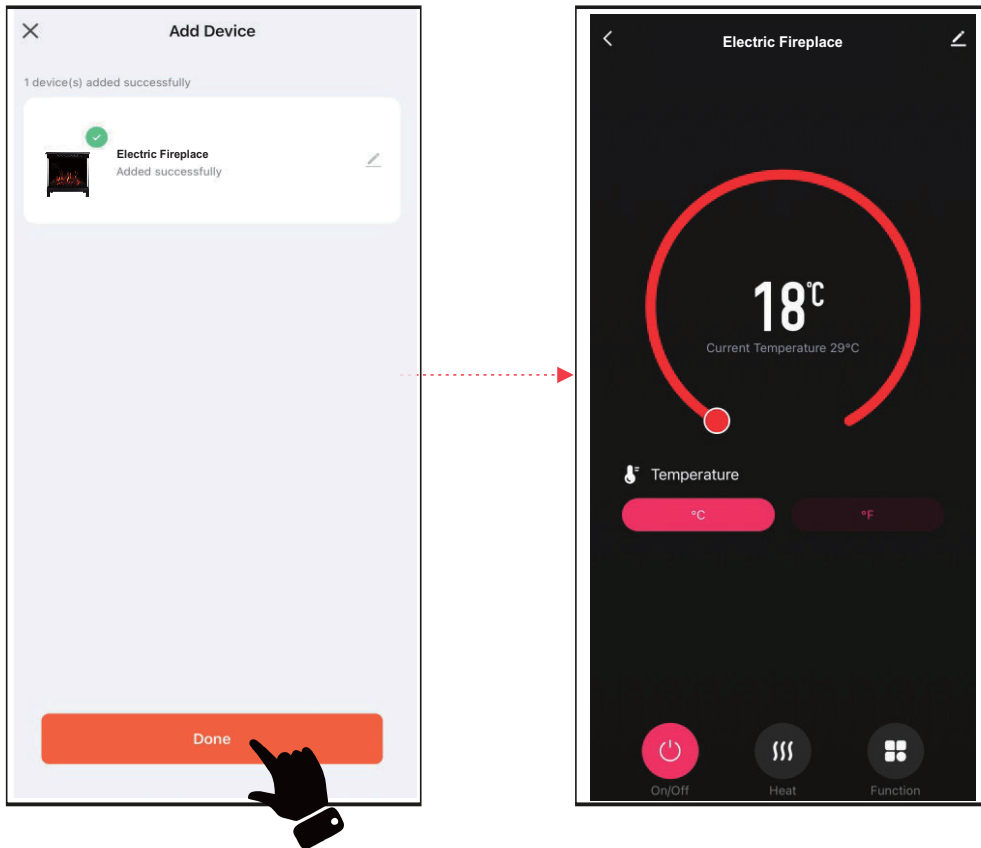 Add Device
1 device(s) added successfully
Electric Fireplace
Added successfully
Done
Electric Fireplace
18°C
Current Temperature 29°C
Temperature
°C
°F
On/Off
Heat
Function